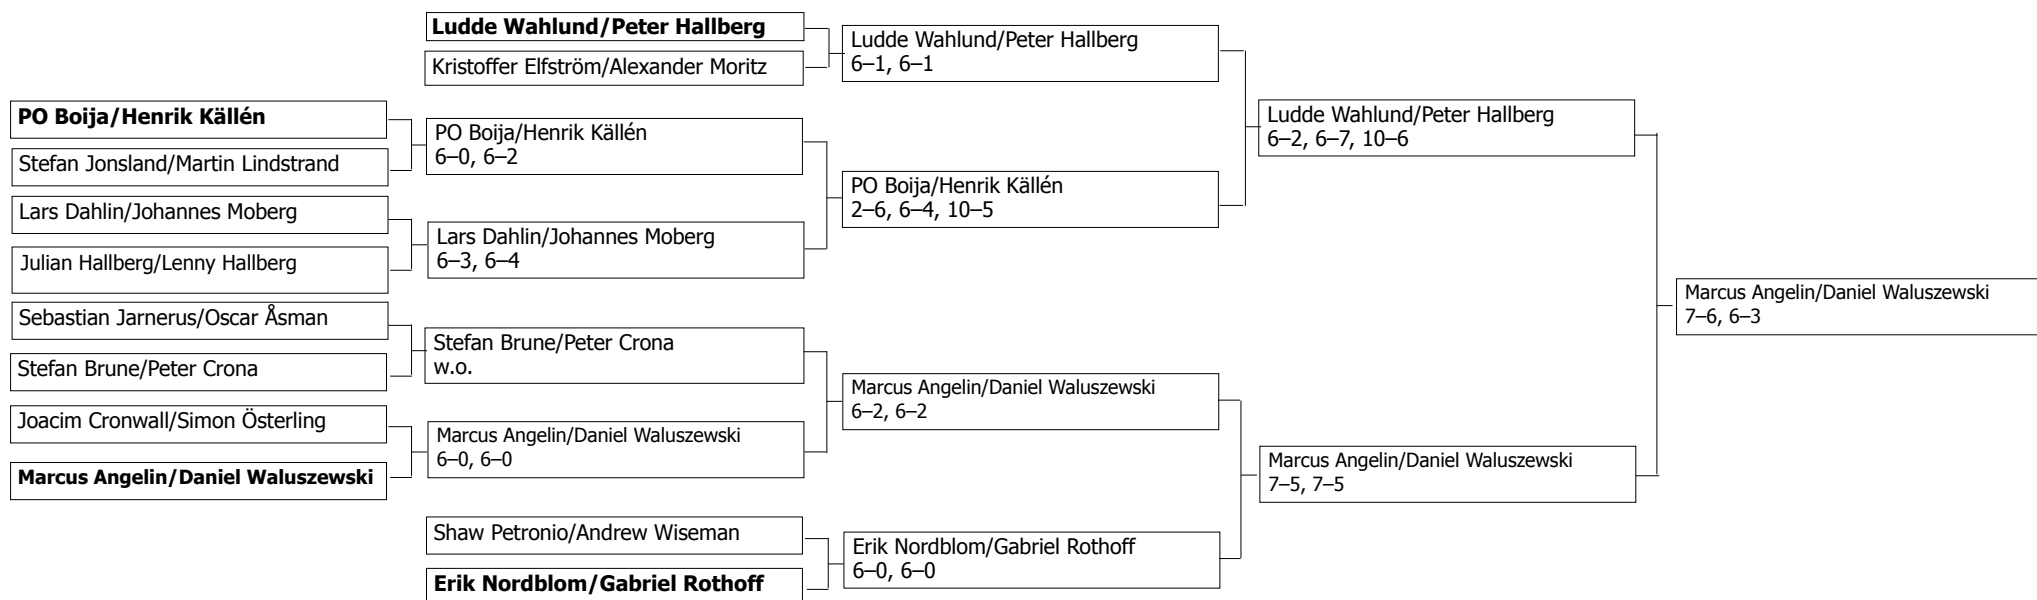 Ludde Wahlund/Peter Hallberg
Kristoffer Elfström/Alexander Moritz
PO Boija/Henrik Källén
Stefan Jonsland/Martin Lindstrand
Lars Dahlin/Johannes Moberg
Julian Hallberg/Lenny Hallberg
Sebastian Jarnerus/Oscar Åsman
Stefan Brune/Peter Crona
Joacim Cronwall/Simon Österling
Marcus Angelin/Daniel Waluszewski
PO Boija/Henrik Källén
6–0, 6–2
Lars Dahlin/Johannes Moberg
6–3, 6–4
Stefan Brune/Peter Crona
w.o.
Marcus Angelin/Daniel Waluszewski
6–0, 6–0
Shaw Petronio/Andrew Wiseman
Erik Nordblom/Gabriel Rothoff
Ludde Wahlund/Peter Hallberg
6–1, 6–1
PO Boija/Henrik Källén
2–6, 6–4, 10–5
Marcus Angelin/Daniel Waluszewski
6–2, 6–2
Erik Nordblom/Gabriel Rothoff
6–0, 6–0
Ludde Wahlund/Peter Hallberg
6–2, 6–7, 10–6
Marcus Angelin/Daniel Waluszewski
7–5, 7–5
Marcus Angelin/Daniel Waluszewski
7–6, 6–3